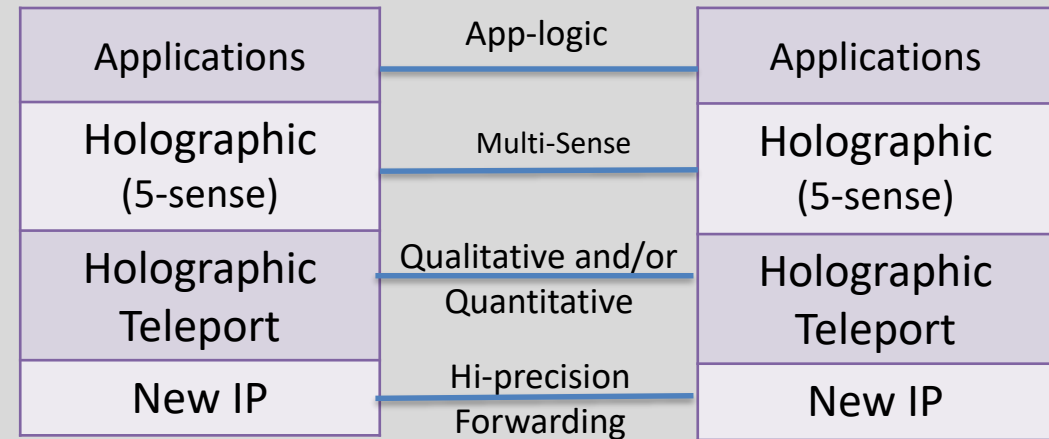 Applications
App-logic
Applications
Holographic
(5-sense)
Multi-Sense
Holographic
(5-sense)
Holographic
Teleport
Qualitative and/or
Quantitative
Holographic
Teleport
New IP
Hi-precision
Forwarding
New IP